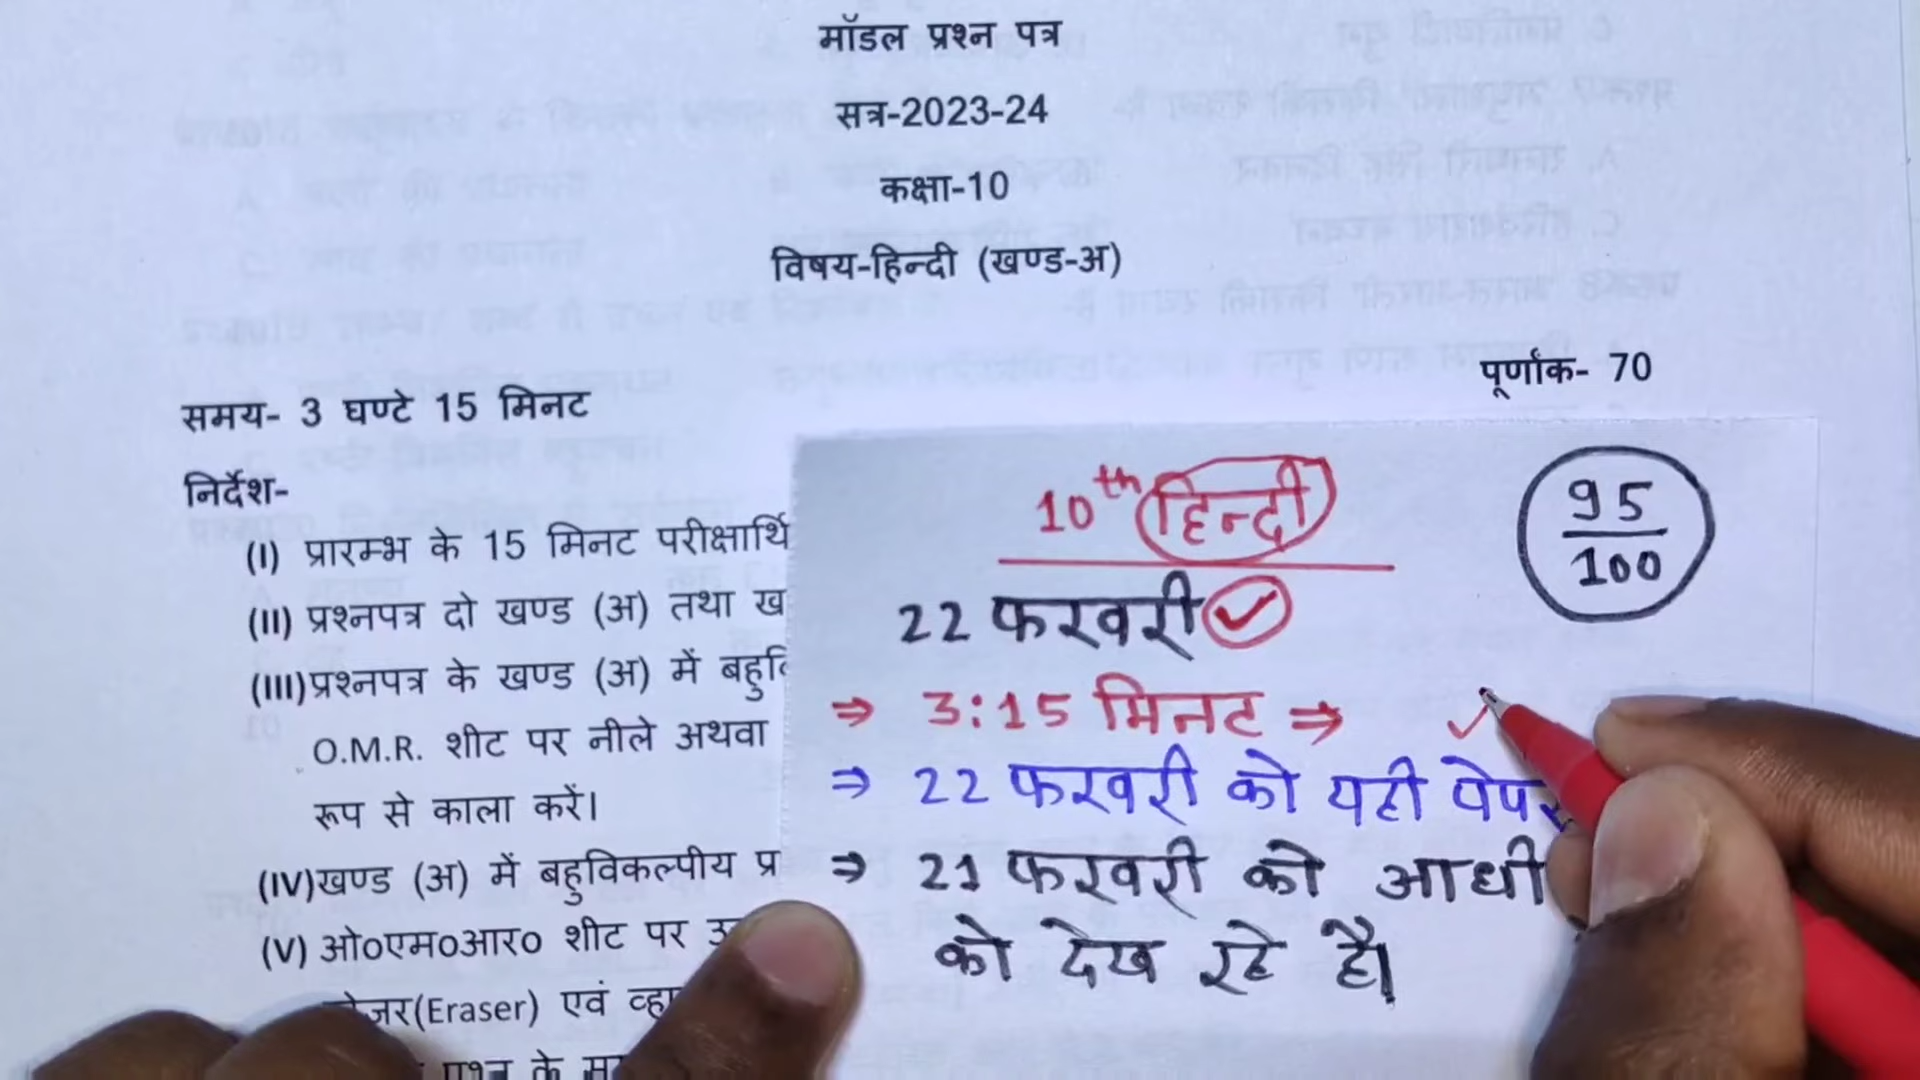 मॉडल प्रश्न पत्र
सत्र-2023-24
कक्षा-10
विषय-हिन्दी (खण्ड-अ)
पूर्णांक- 70
समय- 3 घण्टे 15 मिनट
निर्देश-
(I) प्रारम्भ के 15 मिनट परीक्षार्थि
(II) प्रश्नपत्र दो खण्ड (अ) तथा ख
(III) प्रश्नपत्र के खण्ड (अ) में
O.M.R. शीट पर नीले अथवा
रूप से काला करें।
(IV) खण्ड (अ) में बहुविकल्पीय प्र
(V) ओ०एम०आर० शीट पर
(Eraser) एवं
प्रश्न के
10th हिन्दी
95
100
22 फरवरी
⇒ 3:15 मिनट ⇒
⇒ 22 फरवरी को यही पेपर
⇒ 21 फरवरी को आधी
को देख रहे है।